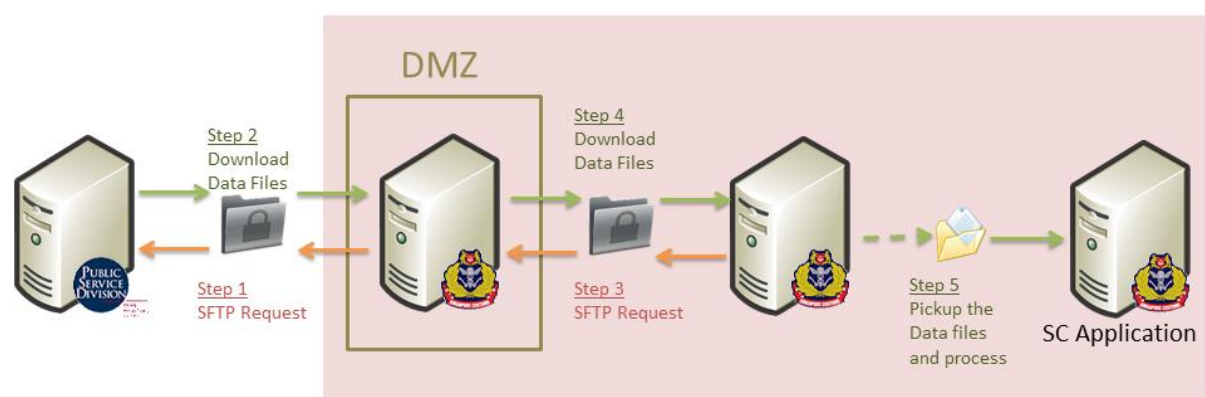 DMZ
Step 2
Download
Data Files
Step 4
Download
Data Files
PUBLIC
SERVICE
DIVISION
Step 1
SFTP Request
Step 3
SFTP Request
Step 5
Pickup the
Data files
and process
SC Application